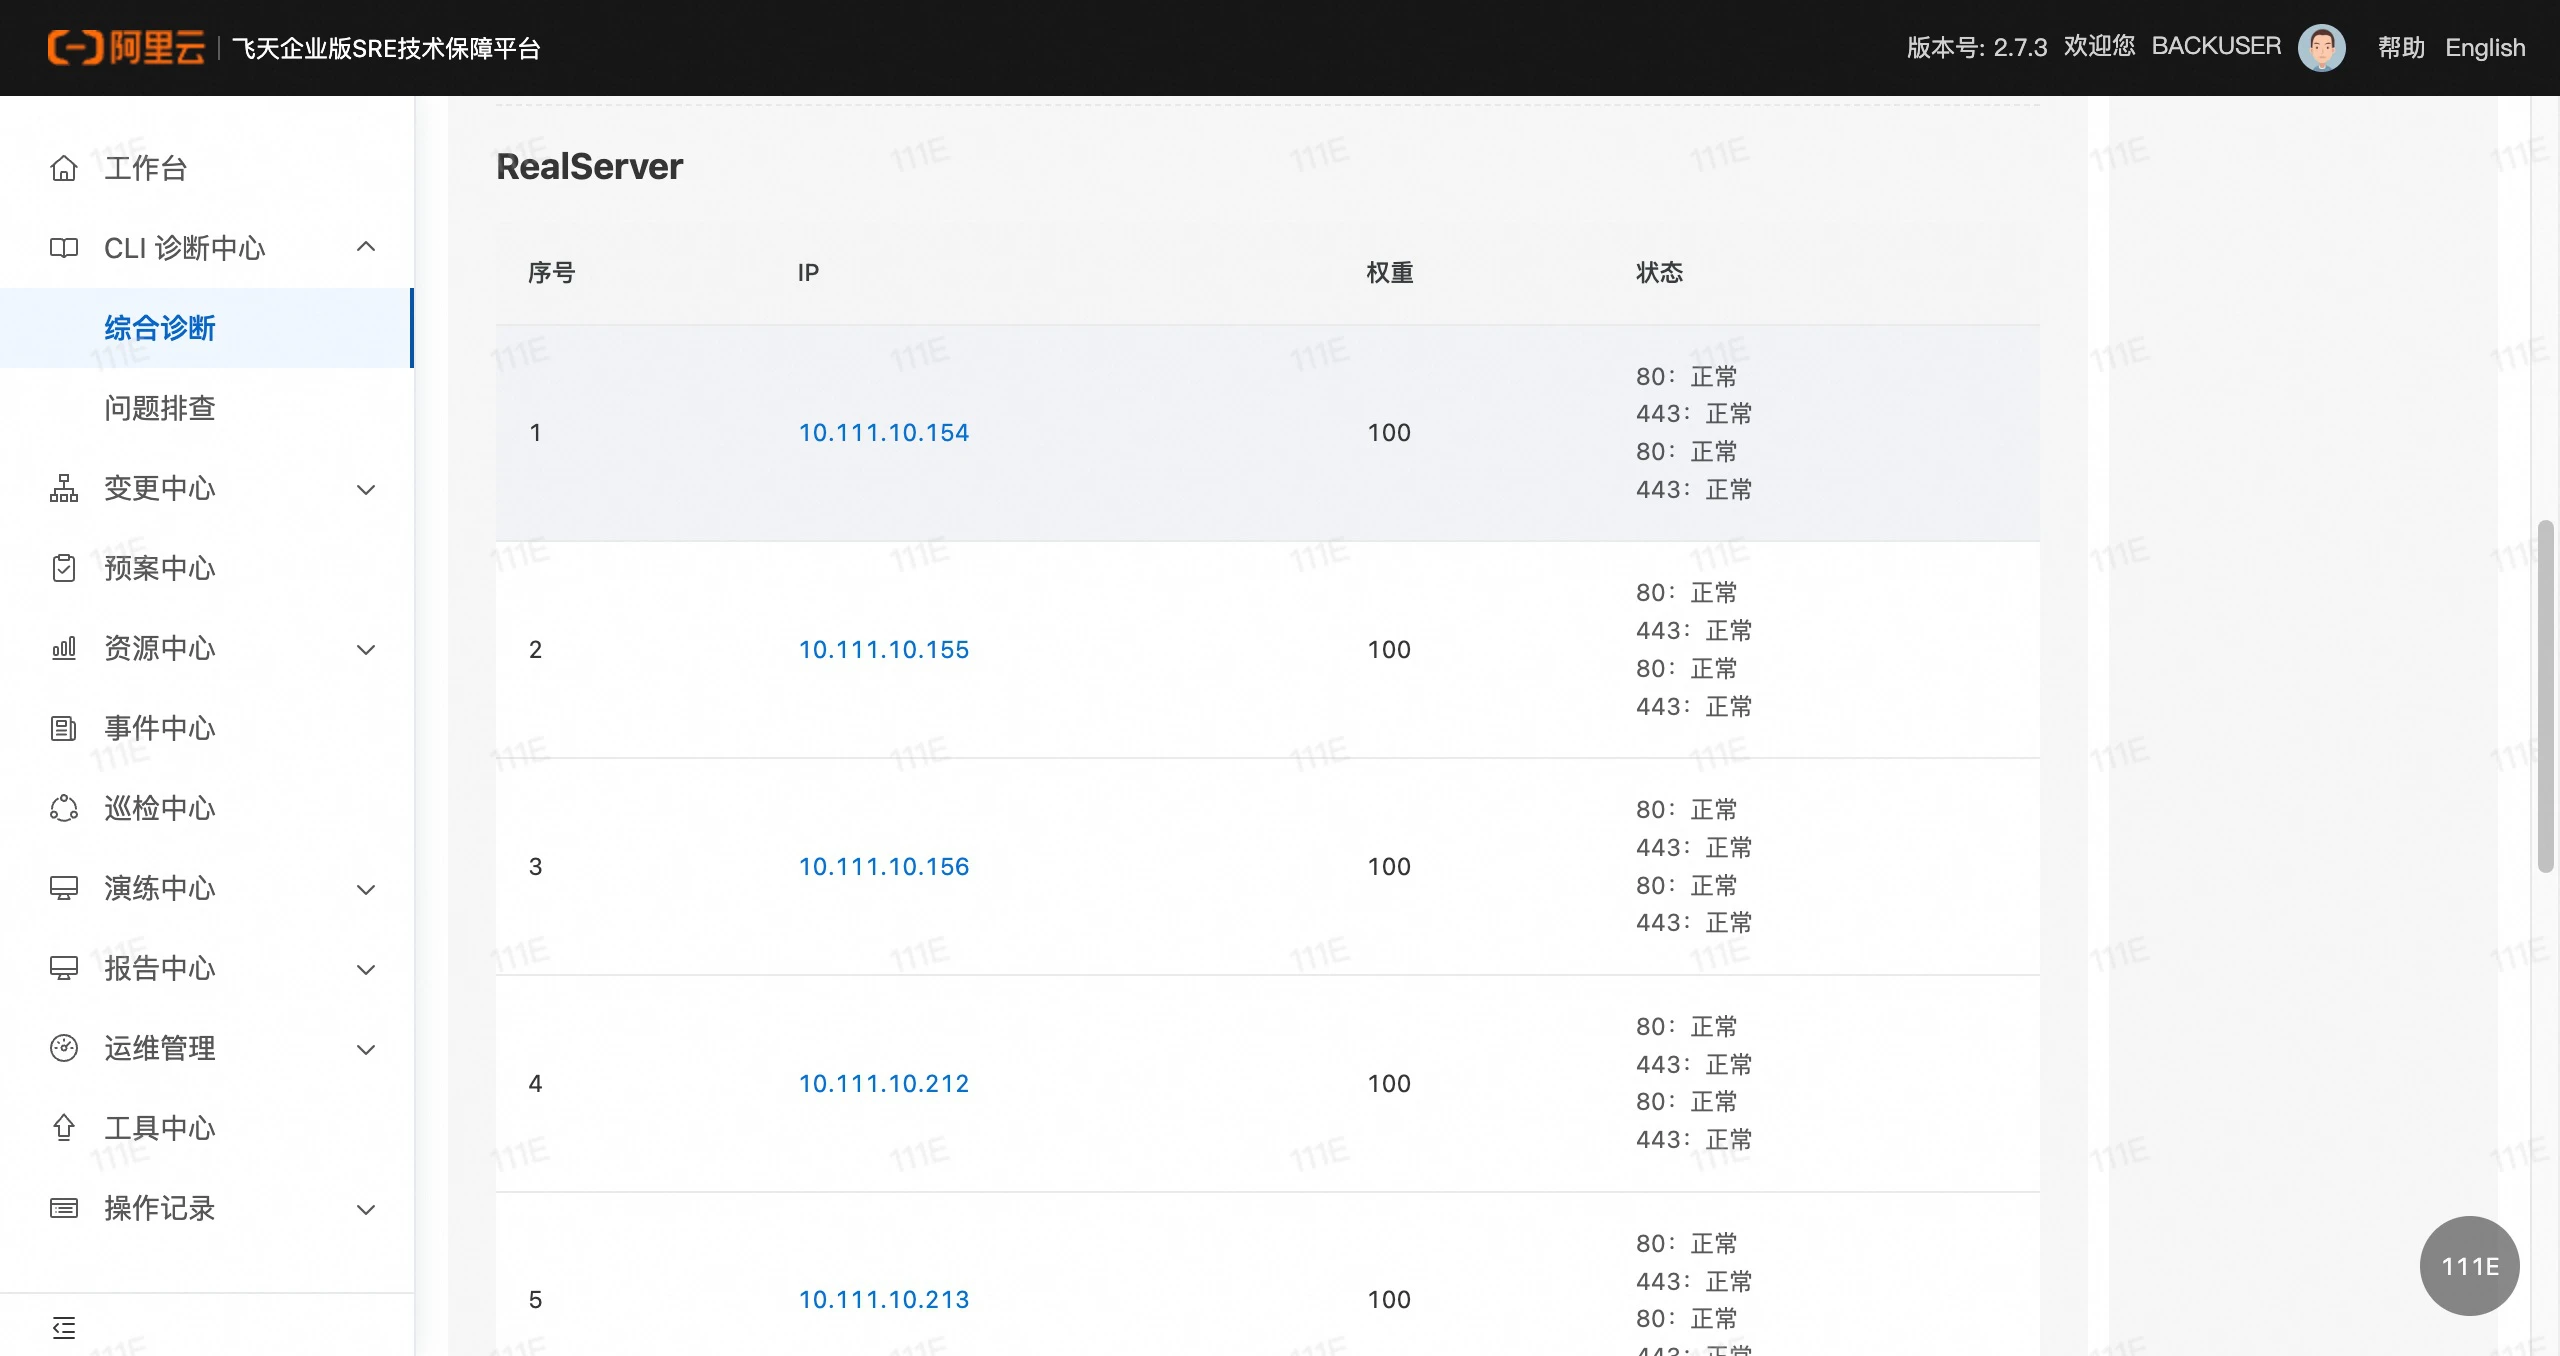 阿里云 飞天企业版SRE技术保障平台 版本号: 2.7.3 欢迎您 BACKUSER 帮助 English
工作台
CLI 诊断中心
综合诊断
问题排查
变更中心
预案中心
资源中心
事件中心
巡检中心
演练中心
报告中心
运维管理
工具中心
操作记录
RealServer
序号 IP 权重 状态
1 10.111.10.154 100
80：正常
443：正常
80：正常
443：正常
2 10.111.10.155 100
80：正常
443：正常
80：正常
443：正常
3 10.111.10.156 100
80：正常
443：正常
80：正常
443：正常
4 10.111.10.212 100
80：正常
443：正常
80：正常
443：正常
5 10.111.10.213 100
80：正常
443：正常
80：正常
443：正常
111E